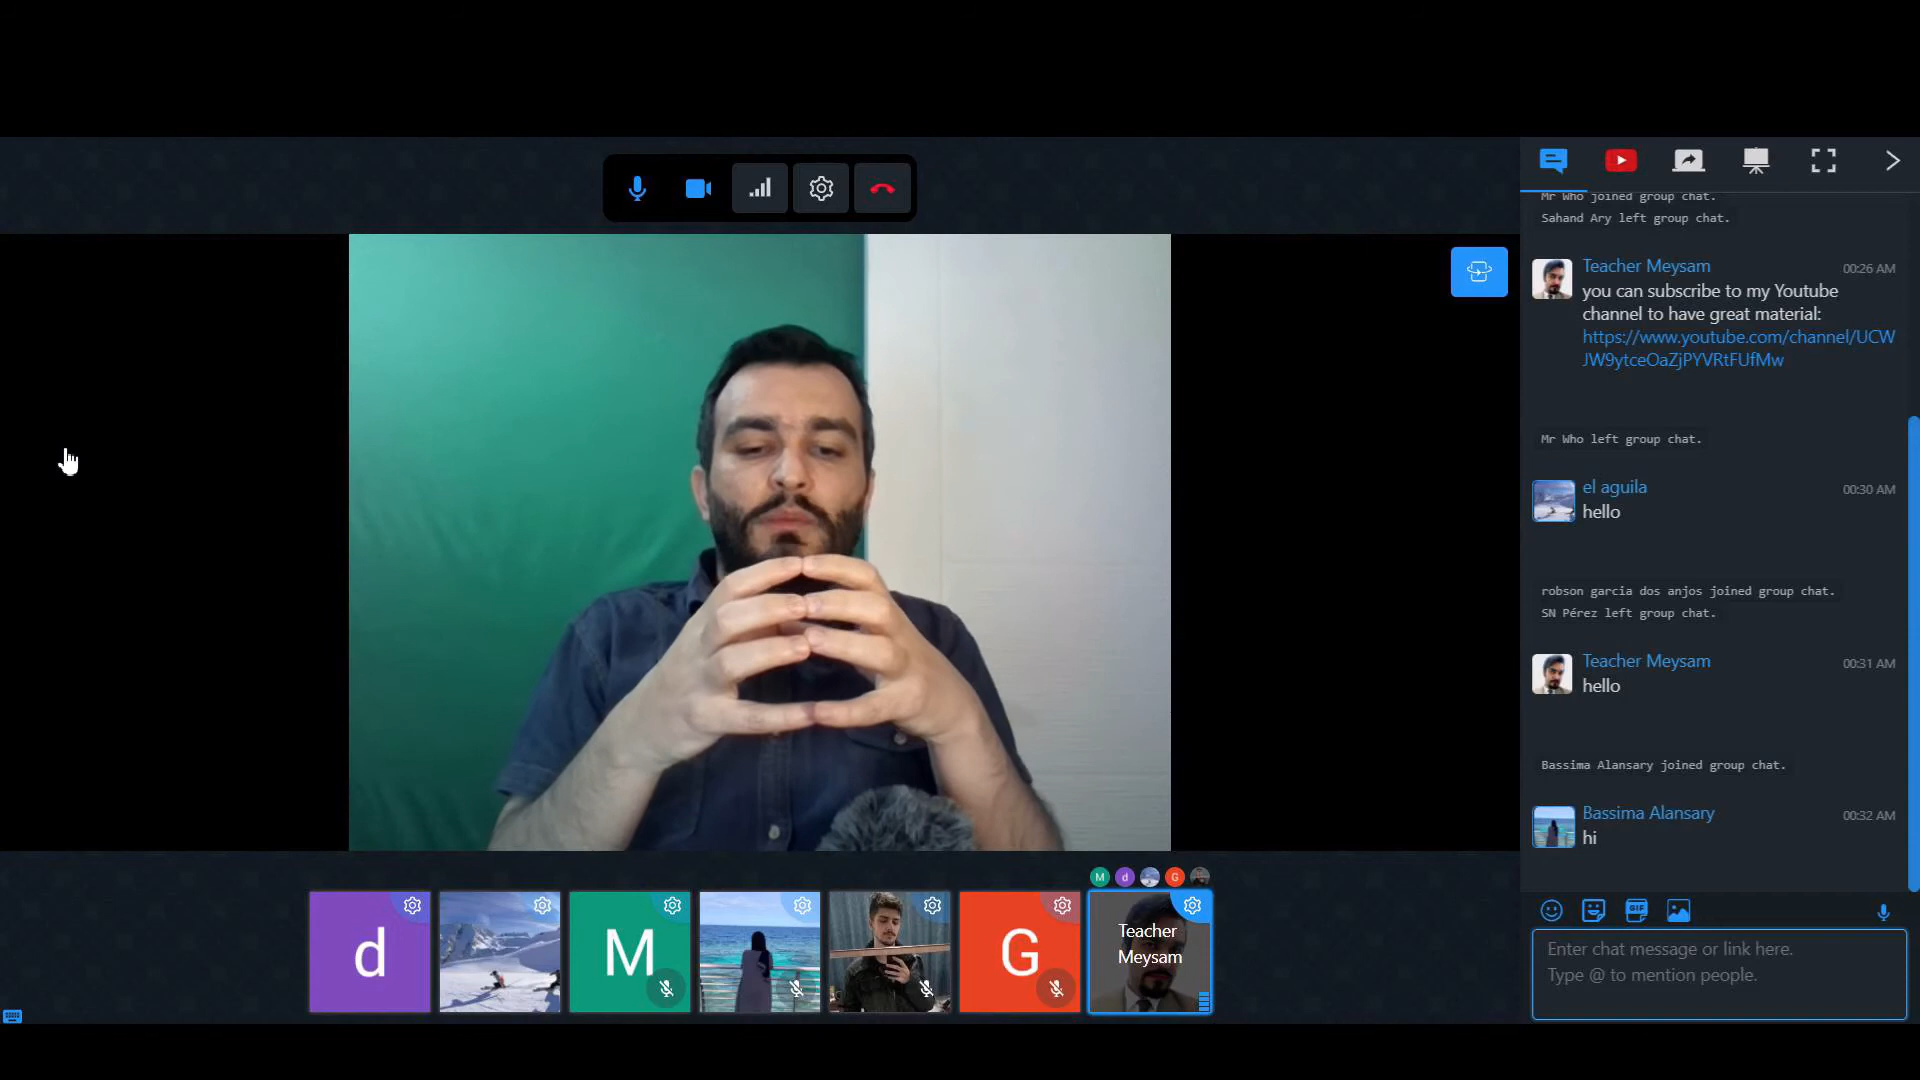 Mr Who joined group chat.
Sahand Ary left group chat.
Teacher Meysam 00:26 AM
you can subscribe to my Youtube
channel to have great material:
https://www.youtube.com/channel/UCW
JW9ytceOaZjPYVRtFUfMw
Mr Who left group chat.
el aguila 00:30 AM
hello
robson garcia dos anjos joined group chat.
SN Pérez left group chat.
Teacher Meysam 00:31 AM
hello
Bassima Alansary joined group chat.
Bassima Alansary 00:32 AM
hi
GIF
Enter chat message or link here.
Type @ to mention people.
M d G
d
M
G
Teacher
Meysam